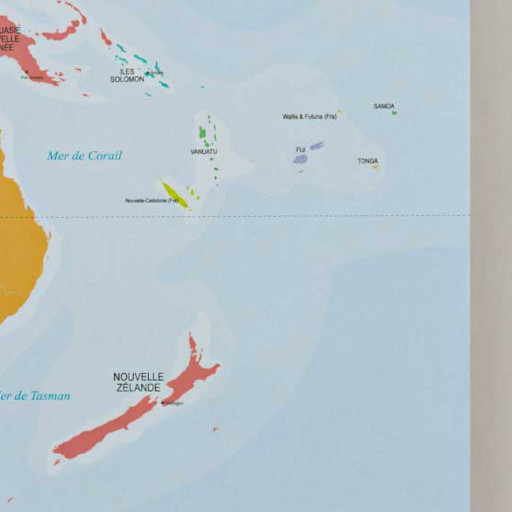 UASIE
VELLE
NÉE
ILES
SOLOMON
Wallis & Futuna (Fra)
SAMOA
Mer de Corail
VANUATU
FIJI
TONGA
Nouvelle-Calédonie (Fra)
NOUVELLE
ZÉLANDE
er de Tasman